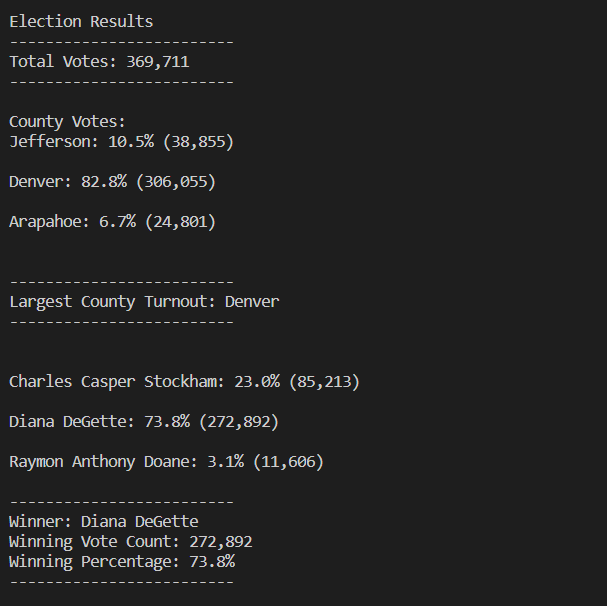 Election Results
-------------------------
Total Votes: 369,711
-------------------------
County Votes:
Jefferson: 10.5% (38,855)
Denver: 82.8% (306,055)
Arapahoe: 6.7% (24,801)
-------------------------
Largest County Turnout: Denver
-------------------------
Charles Casper Stockham: 23.0% (85,213)
Diana DeGette: 73.8% (272,892)
Raymon Anthony Doane: 3.1% (11,606)
-------------------------
Winner: Diana DeGette
Winning Vote Count: 272,892
Winning Percentage: 73.8%
-------------------------